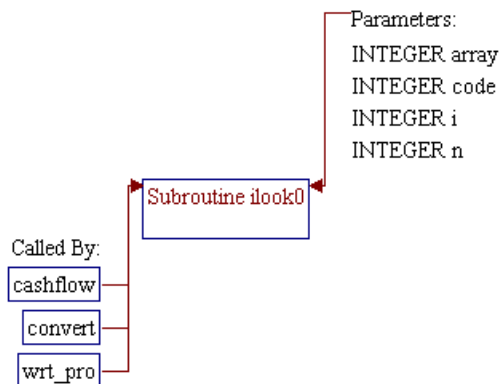 Parameters:
INTEGER array
INTEGER code
INTEGER i
INTEGER n
Subroutine ilook0
Called By:
cashflow
convert
wrt_pro